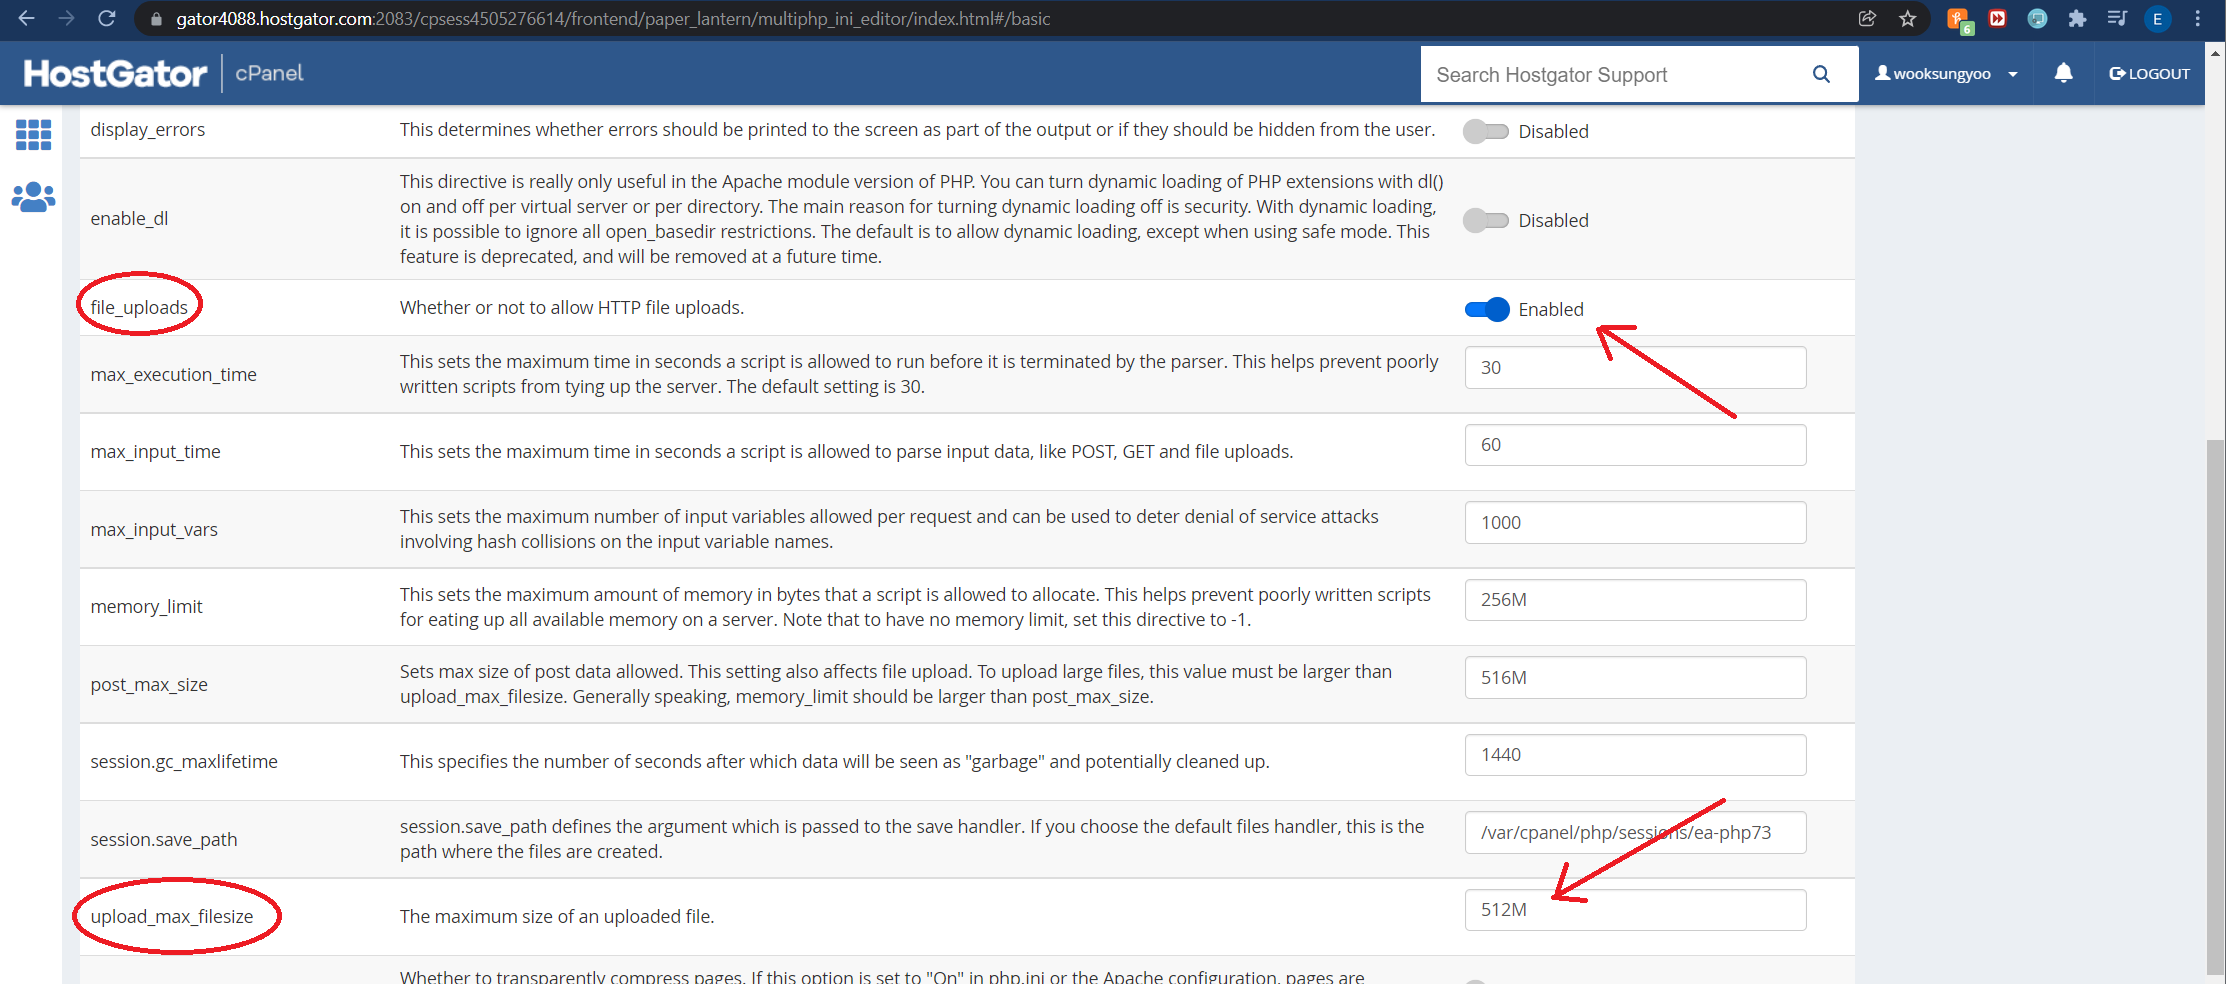 gator4088.hostgator.com:2083/cpsess4505276614/frontend/paper_lantern/multiphp_ini_editor/index.html#/basic
6
E
HostGator cPanel
Search Hostgator Support
wooksungyoo
LOGOUT
display_errors
This determines whether errors should be printed to the screen as part of the output or if they should be hidden from the user.
Disabled
enable_dl
This directive is really only useful in the Apache module version of PHP. You can turn dynamic loading of PHP extensions with dl()
on and off per virtual server or per directory. The main reason for turning dynamic loading off is security. With dynamic loading,
it is possible to ignore all open_basedir restrictions. The default is to allow dynamic loading, except when using safe mode. This
feature is deprecated, and will be removed at a future time.
Disabled
file_uploads
Whether or not to allow HTTP file uploads.
Enabled
max_execution_time
This sets the maximum time in seconds a script is allowed to run before it is terminated by the parser. This helps prevent poorly
written scripts from tying up the server. The default setting is 30.
30
max_input_time
This sets the maximum time in seconds a script is allowed to parse input data, like POST, GET and file uploads.
60
max_input_vars
This sets the maximum number of input variables allowed per request and can be used to deter denial of service attacks
involving hash collisions on the input variable names.
1000
memory_limit
This sets the maximum amount of memory in bytes that a script is allowed to allocate. This helps prevent poorly written scripts
for eating up all available memory on a server. Note that to have no memory limit, set this directive to -1.
256M
post_max_size
Sets max size of post data allowed. This setting also affects file upload. To upload large files, this value must be larger than
upload_max_filesize. Generally speaking, memory_limit should be larger than post_max_size.
516M
session.gc_maxlifetime
This specifies the number of seconds after which data will be seen as "garbage" and potentially cleaned up.
1440
session.save_path
session.save_path defines the argument which is passed to the save handler. If you choose the default files handler, this is the
path where the files are created.
/var/cpanel/php/sessions/ea-php73
upload_max_filesize
The maximum size of an uploaded file.
512M
Whether to transparently compress pages. If this option is set to "On" in php.ini or the Apache configuration, pages are